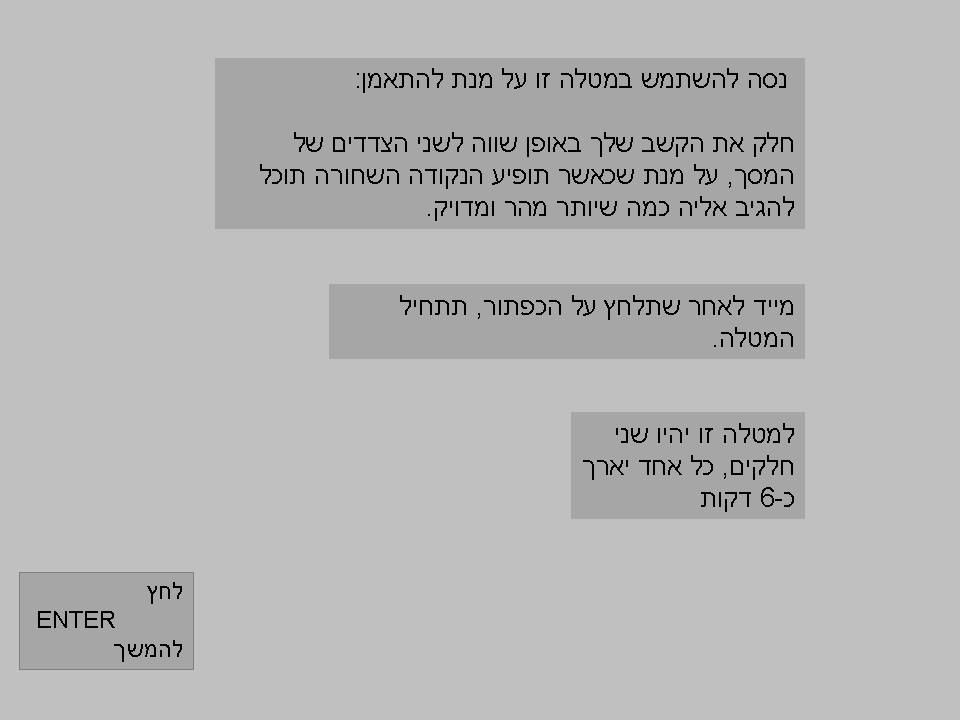 נסה להשתמש במטלה זו על מנת להתאמן:
חלק את הקשב שלך באופן שווה לשני הצדדים של
המסך, על מנת שכאשר תופיע הנקודה השחורה תוכל
להגיב אליה כמה שיותר מהר ומדויק.
מייד לאחר שתלחץ על הכפתור, תתחיל
המטלה.
למטלה זו יהיו שני
חלקים, כל אחד יארך
כ-6 דקות
לחץ
ENTER
להמשך